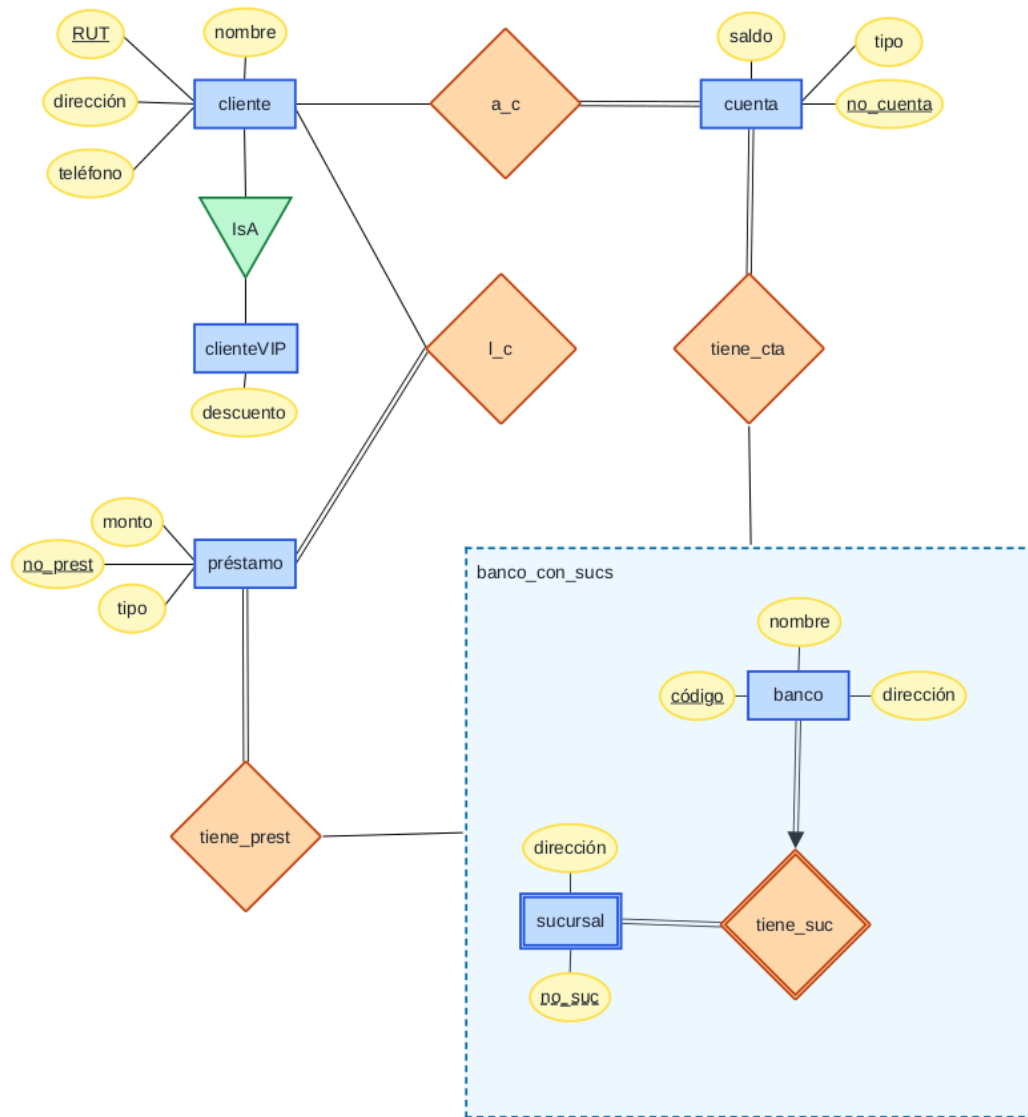 RUT
nombre
saldo
tipo
dirección
cliente
a_c
cuenta
no_cuenta
teléfono
IsA
clienteVIP
l_c
tiene_cta
descuento
monto
no_prest
préstamo
tipo
banco_con_sucs
nombre
código
banco
dirección
tiene_prest
dirección
sucursal
tiene_suc
no_suc